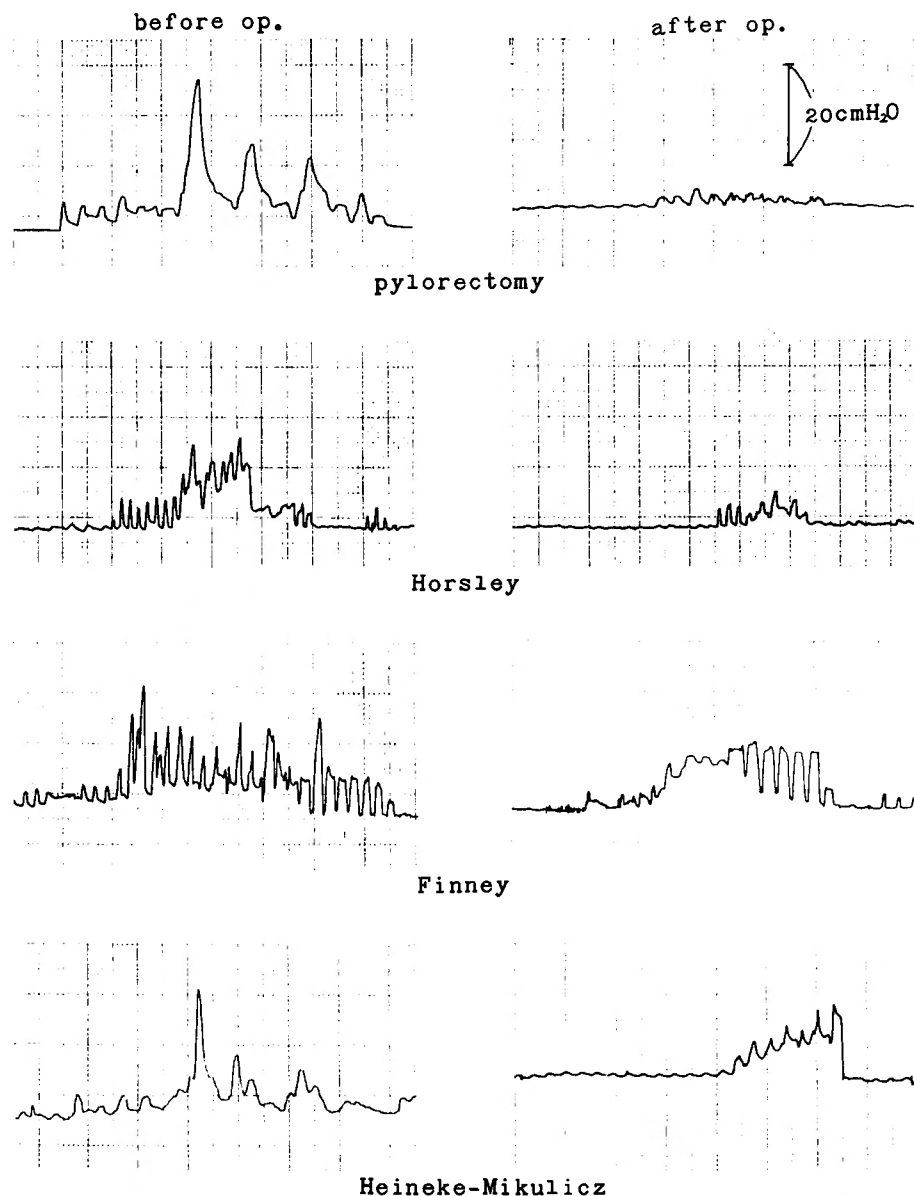 before op.
after op.
20cmH₂O
pylorectomy
Horsley
Finney
Heineke-Mikulicz